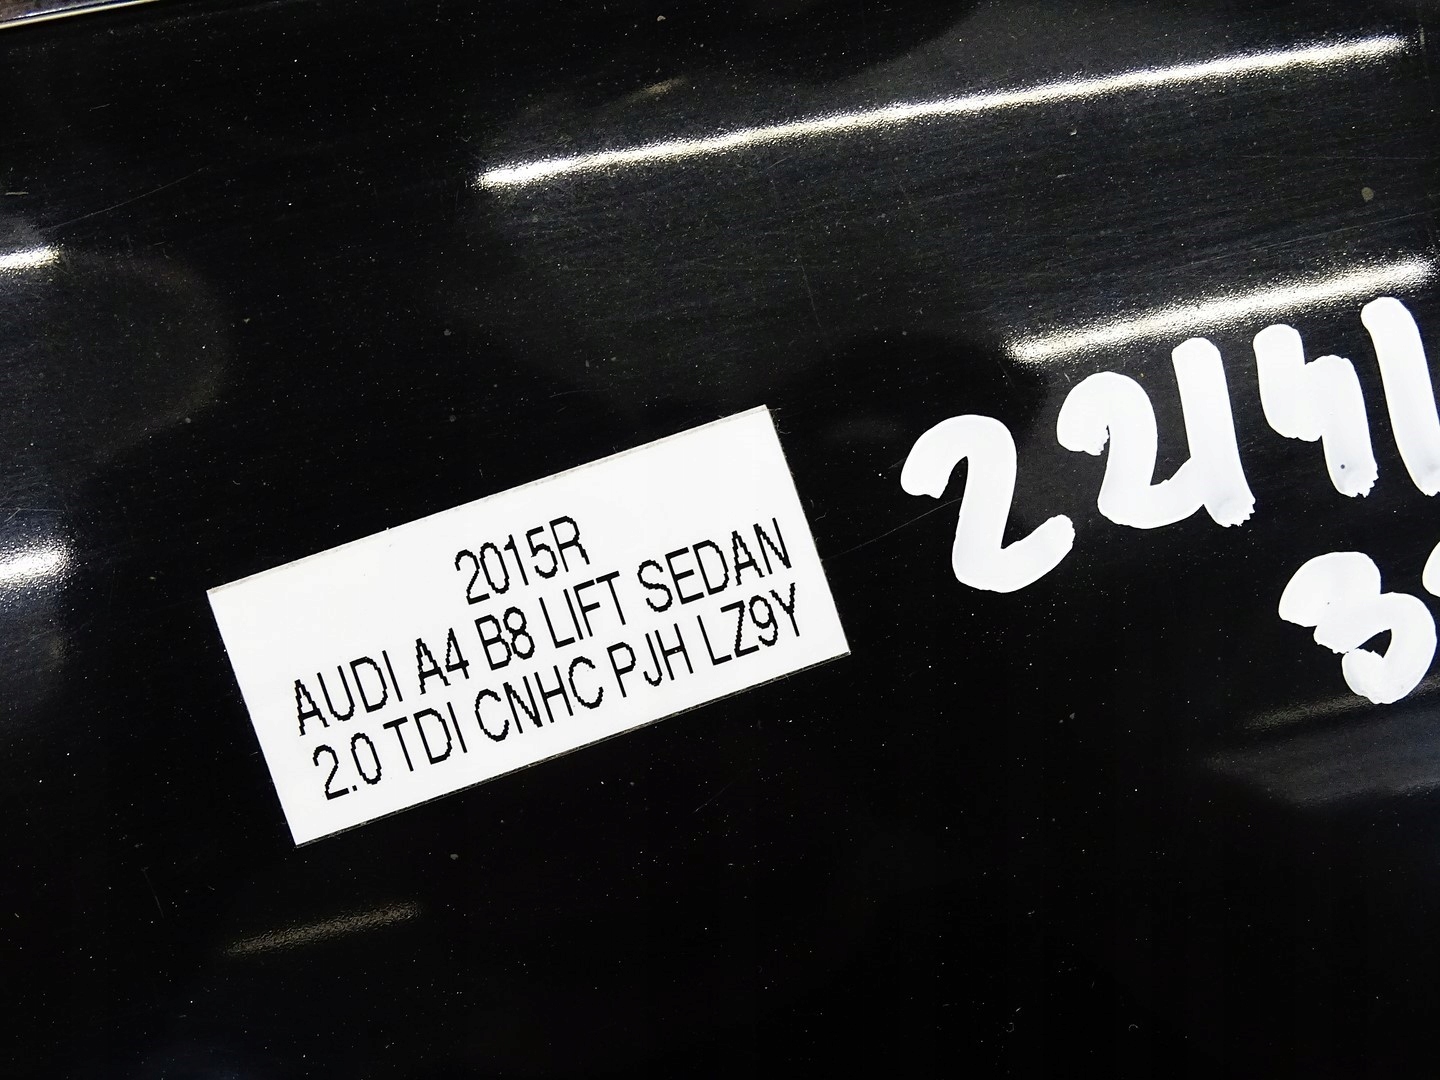 2015R
AUDI A4 B8 LIFT SEDAN
2.0 TDI CNHC PJH LZ9Y